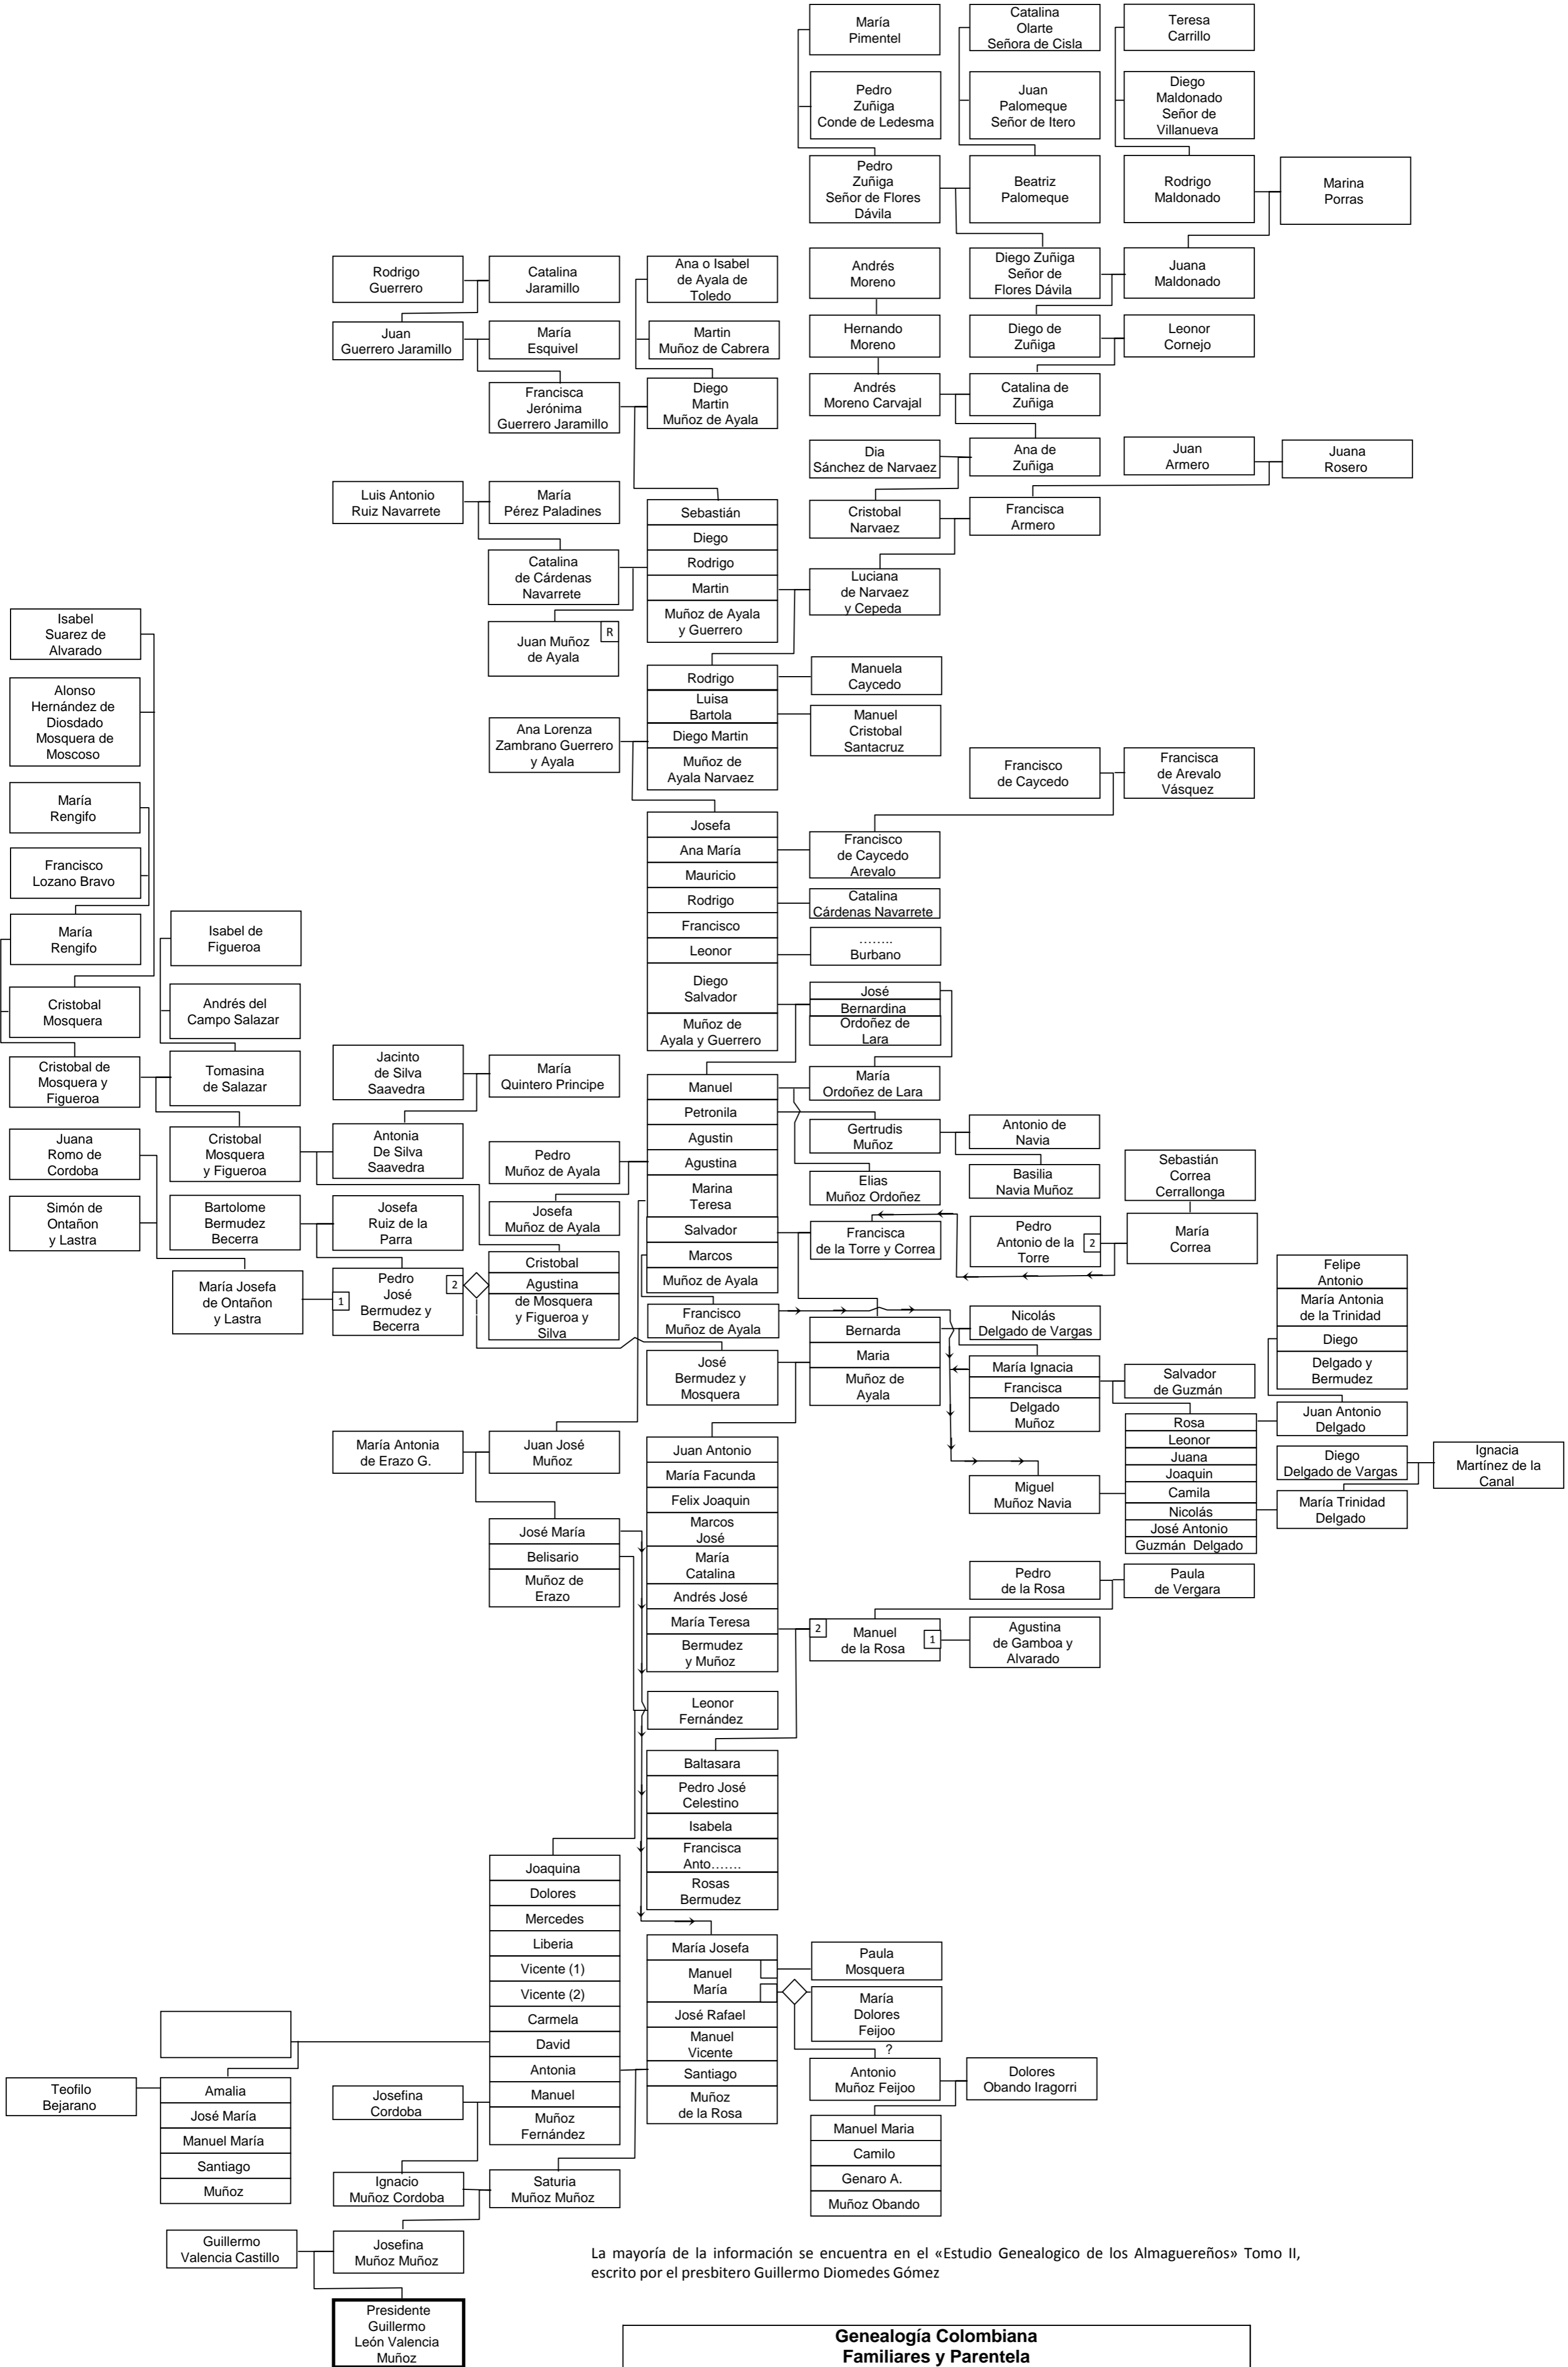 María
Pimentel
Catalina
Olarte
Señora de Cisla
Teresa
Carrillo
Pedro
Zuñiga
Conde de Ledesma
Juan
Palomeque
Señor de Itero
Diego
Maldonado
Señor de
Villanueva
Pedro
Zuñiga
Señor de Flores
Dávila
Beatriz
Palomeque
Rodrigo
Maldonado
Marina
Porras
Rodrigo
Guerrero
Catalina
Jaramillo
Ana o Isabel
de Ayala de
Toledo
Andrés
Moreno
Diego Zuñiga
Señor de
Flores Dávila
Juana
Maldonado
Juan
Guerrero Jaramillo
María
Esquivel
Martin
Muñoz de Cabrera
Hernando
Moreno
Diego de
Zuñiga
Leonor
Cornejo
Francisca
Jerónima
Guerrero Jaramillo
Diego
Martin
Muñoz de Ayala
Andrés
Moreno Carvajal
Catalina de
Zuñiga
Dia
Sánchez de Narvaez
Ana de
Zuñiga
Juan
Armero
Juana
Rosero
Luis Antonio
Ruiz Navarrete
María
Pérez Paladines
Sebastián
Diego
Rodrigo
Martin
Muñoz de Ayala
y Guerrero
Cristobal
Narvaez
Francisca
Armero
Catalina
de Cárdenas
Navarrete
Luciana
de Narvaez
y Cepeda
Juan Muñoz
de Ayala
R
Isabel
Suarez de
Alvarado
Alonso
Hernández de
Diosdado
Mosquera de
Moscoso
Rodrigo
Luisa
Bartola
Diego Martin
Muñoz de
Ayala Narvaez
Manuela
Caycedo
Manuel
Cristobal
Santacruz
Ana Lorenza
Zambrano Guerrero
y Ayala
Francisco
de Caycedo
Francisca
de Arevalo
Vásquez
María
Rengifo
Francisco
Lozano Bravo
María
Rengifo
Isabel de
Figueroa
Josefa
Ana María
Mauricio
Rodrigo
Francisco
Leonor
Diego
Salvador
Muñoz de
Ayala y Guerrero
Francisco
de Caycedo
Arevalo
Catalina
Cárdenas Navarrete
……..
Burbano
José
Bernardina
Ordoñez de
Lara
Cristobal
Mosquera
Andrés del
Campo Salazar
Cristobal de
Mosquera y
Figueroa
Tomasina
de Salazar
Jacinto
de Silva
Saavedra
María
Quintero Principe
Manuel
Petronila
Agustin
Agustina
Marina
Teresa
Salvador
Marcos
Muñoz de Ayala
María
Ordoñez de Lara
Gertrudis
Muñoz
Antonio de
Navia
Basilia
Navia Muñoz
Elias
Muñoz Ordoñez
Juana
Romo de
Cordoba
Cristobal
Mosquera
y Figueroa
Antonia
De Silva
Saavedra
Pedro
Muñoz de Ayala
Josefa
Muñoz de Ayala
Sebastián
Correa
Cerrallonga
Simón de
Ontañon
y Lastra
Bartolome
Bermudez
Becerra
Josefa
Ruiz de la
Parra
Francisca
de la Torre y Correa
Pedro
Antonio de la
Torre
2
María
Correa
María Josefa
de Ontañon
y Lastra
1
Pedro
José
Bermudez y
Becerra
2
Cristobal
Agustina
de Mosquera
y Figueroa y
Silva
Francisco
Muñoz de Ayala
José
Bermudez y
Mosquera
Bernarda
Maria
Muñoz de
Ayala
Nicolás
Delgado de Vargas
María Ignacia
Francisca
Delgado
Muñoz
Salvador
de Guzmán
Felipe
Antonio
María Antonia
de la Trinidad
Diego
Delgado y
Bermudez
Juan Antonio
Delgado
Rosa
Leonor
Juana
Joaquin
Camila
Nicolás
José Antonio
Guzmán Delgado
Diego
Delgado de Vargas
Ignacia
Martínez de la
Canal
María Trinidad
Delgado
Miguel
Muñoz Navia
María Antonia
de Erazo G.
Juan José
Muñoz
José María
Belisario
Muñoz de
Erazo
Juan Antonio
María Facunda
Felix Joaquin
Marcos
José
María
Catalina
Andrés José
María Teresa
Bermudez
y Muñoz
Pedro
de la Rosa
Paula
de Vergara
2
Manuel
de la Rosa
1
Agustina
de Gamboa y
Alvarado
Leonor
Fernández
Baltasara
Pedro José
Celestino
Isabela
Francisca
Anto…….
Rosas
Bermudez
Joaquina
Dolores
Mercedes
Liberia
Vicente (1)
Vicente (2)
Carmela
David
Antonia
Manuel
Muñoz
Fernández
María Josefa
Manuel
María
José Rafael
Manuel
Vicente
Santiago
Muñoz
de la Rosa
Paula
Mosquera
María
Dolores
Feijoo
?
Antonio
Muñoz Feijoo
Dolores
Obando Iragorri
Manuel Maria
Camilo
Genaro A.
Muñoz Obando
Teofilo
Bejarano
Amalia
José María
Manuel María
Santiago
Muñoz
Josefina
Cordoba
Ignacio
Muñoz Cordoba
Saturia
Muñoz Muñoz
Guillermo
Valencia Castillo
Josefina
Muñoz Muñoz
Presidente
Guillermo
León Valencia
Muñoz
La mayoría de la información se encuentra en el «Estudio Genealogico de los Almaguereños» Tomo II,
escrito por el presbitero Guillermo Diomedes Gómez
Genealogía Colombiana
Familiares y Parentela